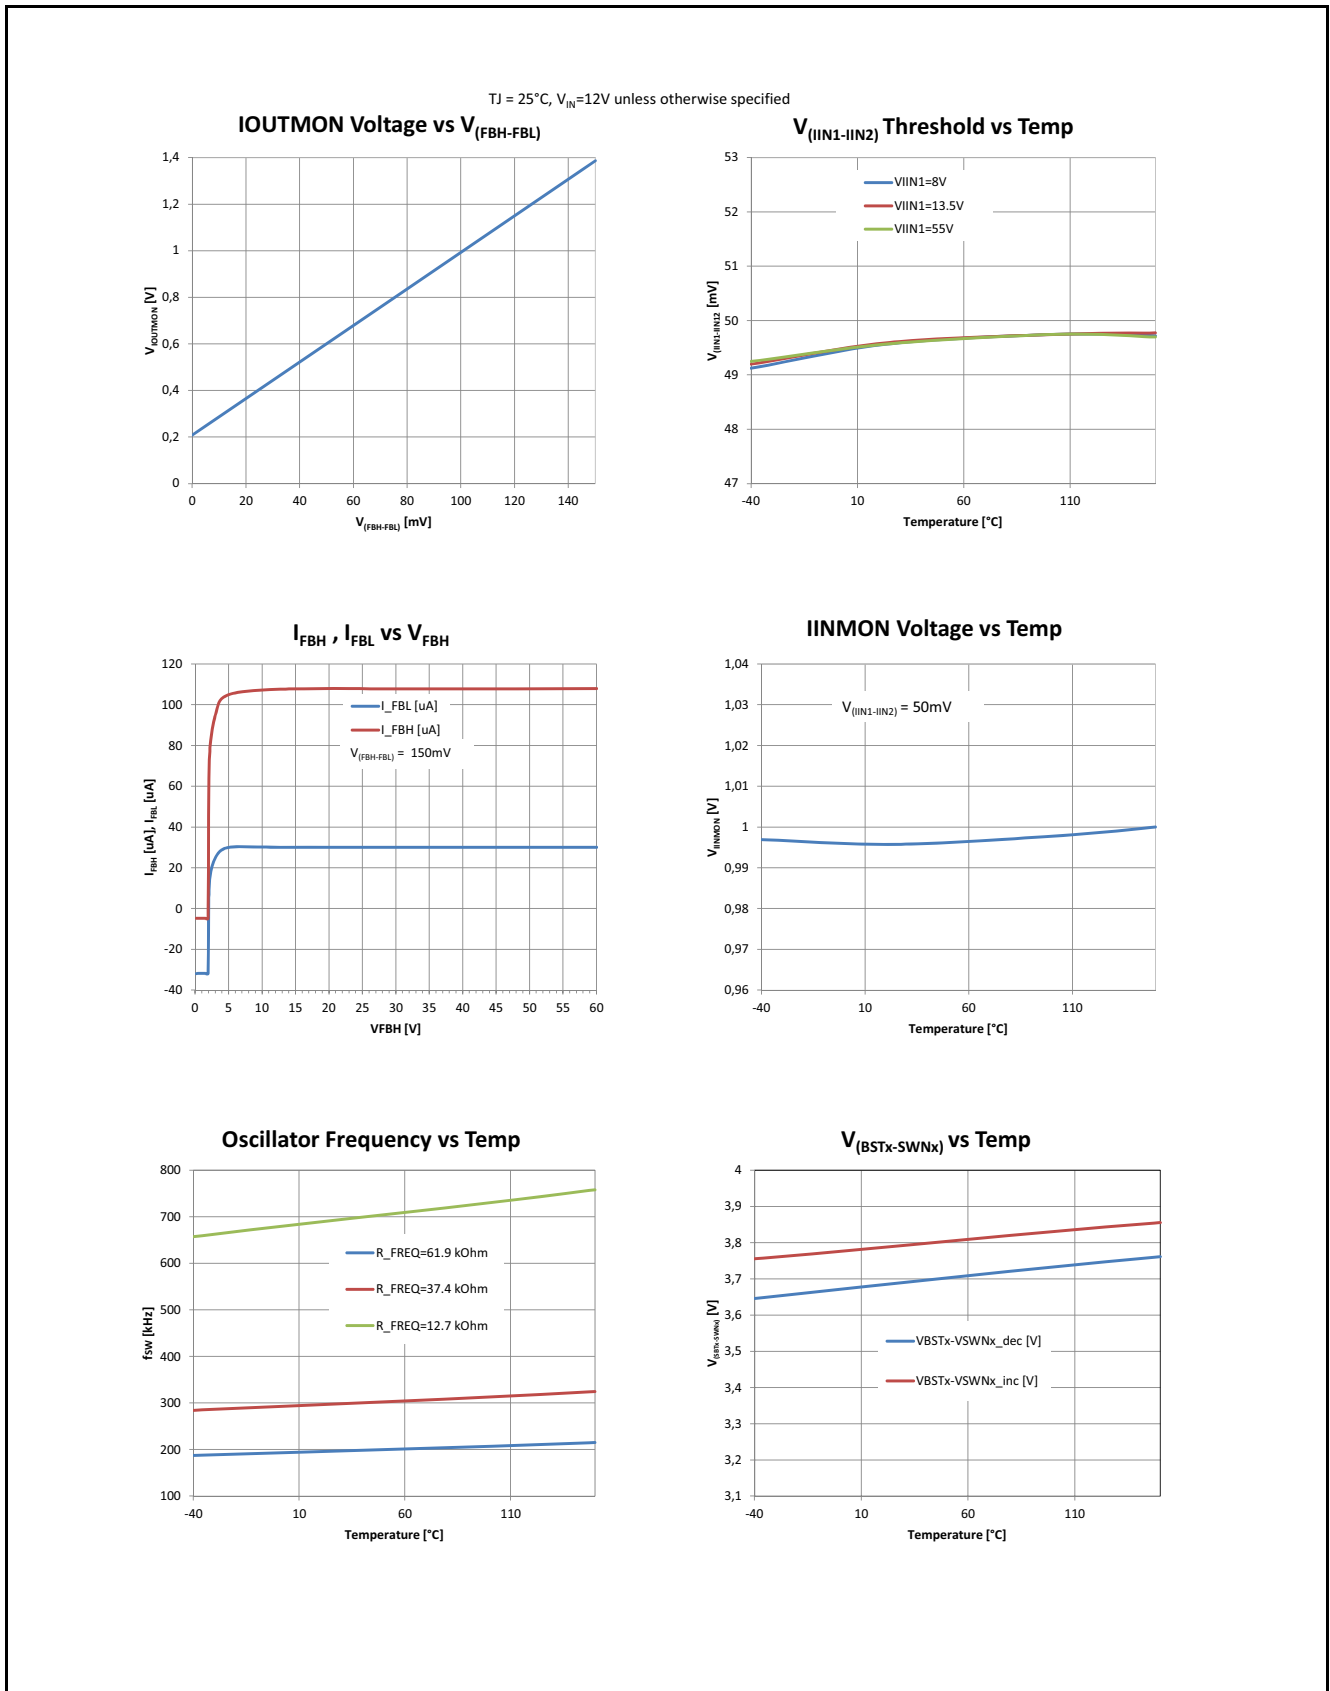 TJ = 25°C, VIN=12V unless otherwise specified
IOUTMON Voltage vs V(FBH-FBL)
1,4
1,2
1
0,8
0,6
0,4
0,2
0
VIOUTMON [V]
0 20 40 60 80 100 120 140
V(FBH-FBL) [mV]
V(IIN1-IIN2) Threshold vs Temp
53
52
51
50
49
48
47
V(IIN1-IIN12 [mV]
VIIN1=8V
VIIN1=13.5V
VIIN1=55V
-40 10 60 110
Temperature [°C]
IFBH , IFBL vs VFBH
120
100
80
60
40
20
0
-20
-40
IFBH [uA], IFBL [uA]
I_FBL [uA]
I_FBH [uA]
V(FBH-FBL) = 150mV
0 5 10 15 20 25 30 35 40 45 50 55 60
VFBH [V]
IINMON Voltage vs Temp
1,04
1,03
1,02
1,01
1
0,99
0,98
0,97
0,96
VIINMON [V]
V(IIN1-IIN2) = 50mV
-40 10 60 110
Temperature [°C]
Oscillator Frequency vs Temp
800
700
600
500
400
300
200
100
fsw [kHz]
R_FREQ=61.9 kOhm
R_FREQ=37.4 kOhm
R_FREQ=12.7 kOhm
-40 10 60 110
Temperature [°C]
V(BSTx-SWNx) vs Temp
4
3,9
3,8
3,7
3,6
3,5
3,4
3,3
3,2
3,1
V(SBTx-SWNx) [V]
VBSTx-VSWNx_dec [V]
VBSTx-VSWNx_inc [V]
-40 10 60 110
Temperature [°C]